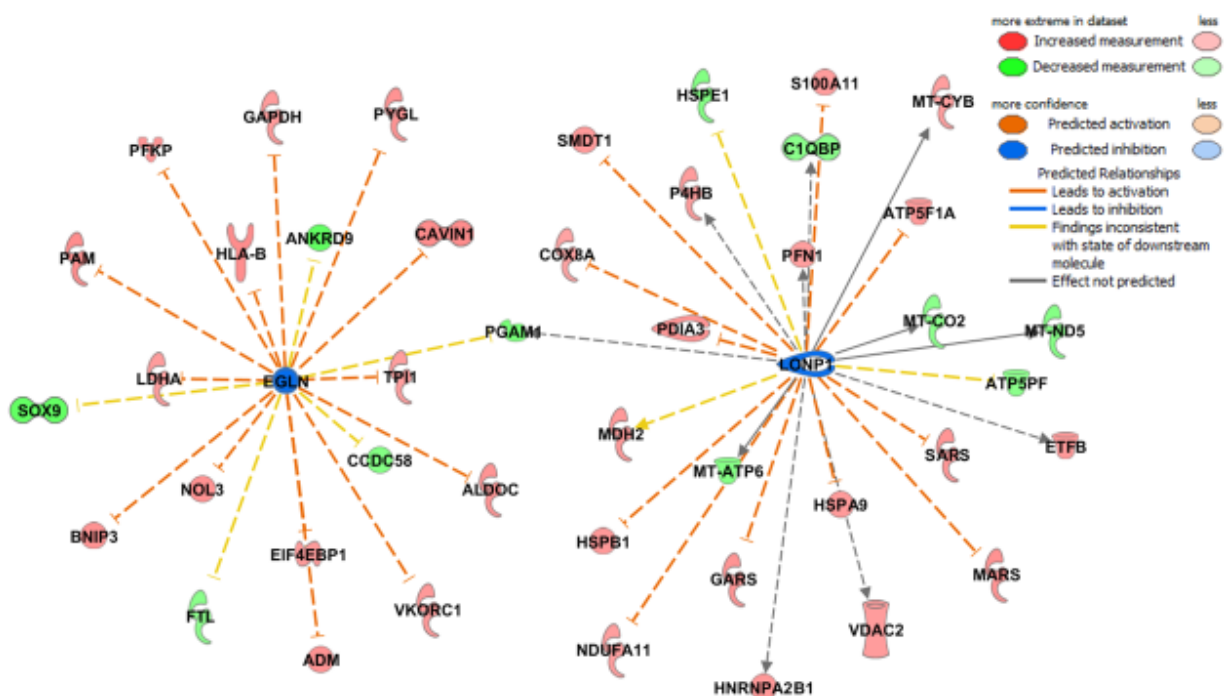 more extreme in dataset less
Increased measurement
Decreased measurement
more confidence less
Predicted activation
Predicted inhibition
Predicted Relationships
Leads to activation
Leads to inhibition
Findings inconsistent
with state of downstream
molecule
Effect not predicted
GAPDH
PYGL
PFKP
HLA-B
ANKRD9
CAVIN1
PAM
PGAM1
LDHA
EGLN
TPI1
SOX9
CCDC58
NOL3
ALDOC
BNIP3
EIF4EBP1
FTL
VKORC1
ADM
HSPE1
S100A11
MT-CYB
SMDT1
C1QBP
P4HB
ATP5F1A
COX8A
PFN1
PDIA3
MT-CO2
MT-ND5
LONP1
ATP5PF
MDH2
MT-ATP6
SARS
ETFB
HSPA9
HSPB1
GARS
MARS
VDAC2
NDUFA11
HNRNPA2B1